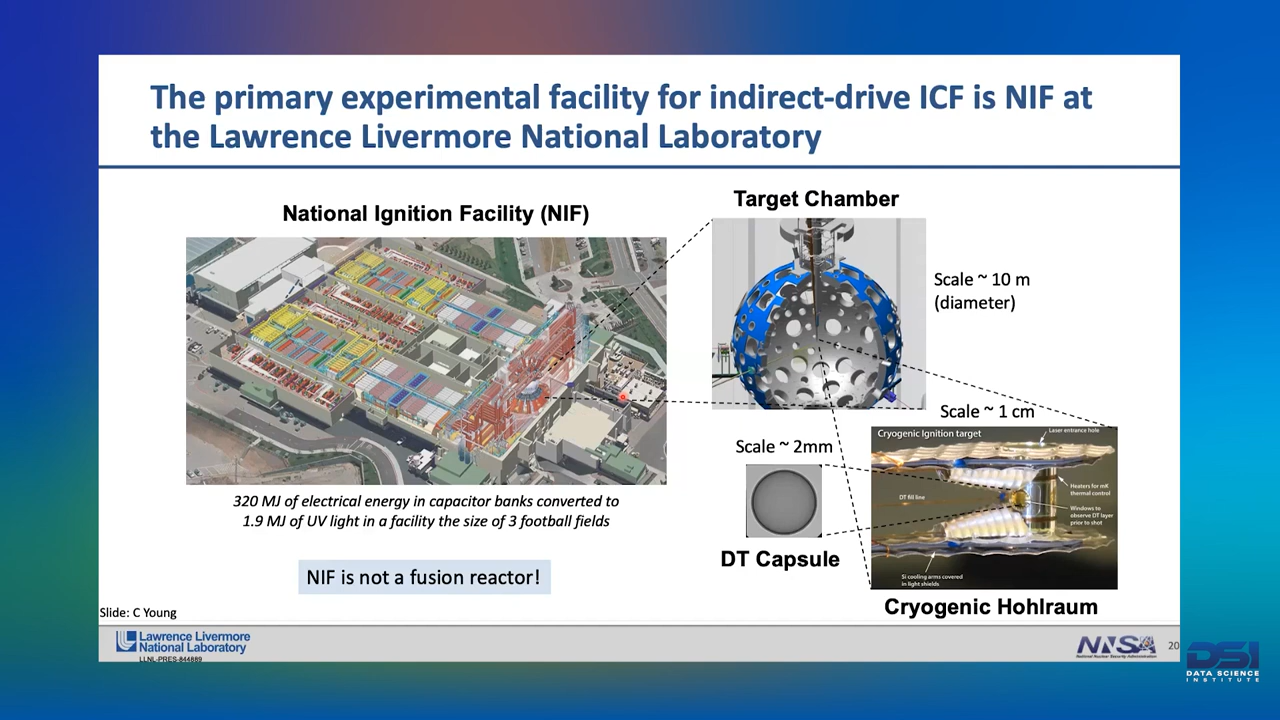 The primary experimental facility for indirect-drive ICF is NIF at
the Lawrence Livermore National Laboratory
National Ignition Facility (NIF)
Target Chamber
Scale ~ 10 m
(diameter)
Scale ~ 1 cm
Cryogenic Ignition target
Laser entrance hole
Heaters for mK
thermal control
DT fill line
Windows to
observe DT layer
prior to shot
Si cooling arms covered
in light shields
Scale ~ 2mm
DT Capsule
Cryogenic Hohlraum
320 MJ of electrical energy in capacitor banks converted to
1.9 MJ of UV light in a facility the size of 3 football fields
NIF is not a fusion reactor!
Slide: C Young
Lawrence Livermore
National Laboratory
LLNL-PRES-844889
NNSA
National Nuclear Security Administration
20
DSI
DATA SCIENCE
INSTITUTE